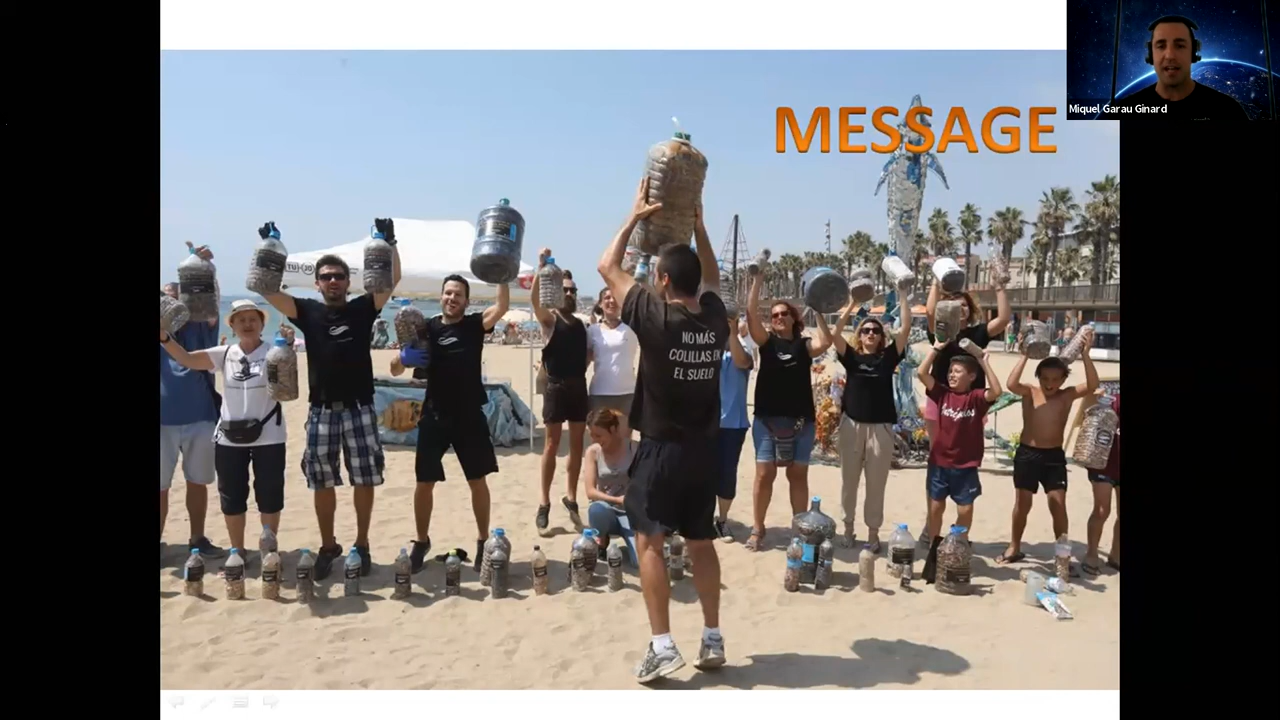 MESSAGE
Miquel Garau Ginard
NO MÁS
COLILLAS EN
EL SUELO